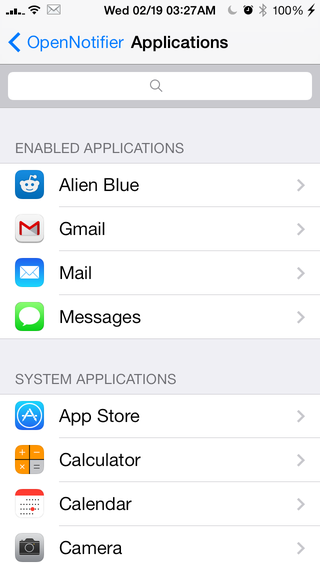 Wed 02/19 03:27AM 100%
OpenNotifier Applications
ENABLED APPLICATIONS
Alien Blue
Gmail
Mail
Messages
SYSTEM APPLICATIONS
App Store
Calculator
Calendar
Camera